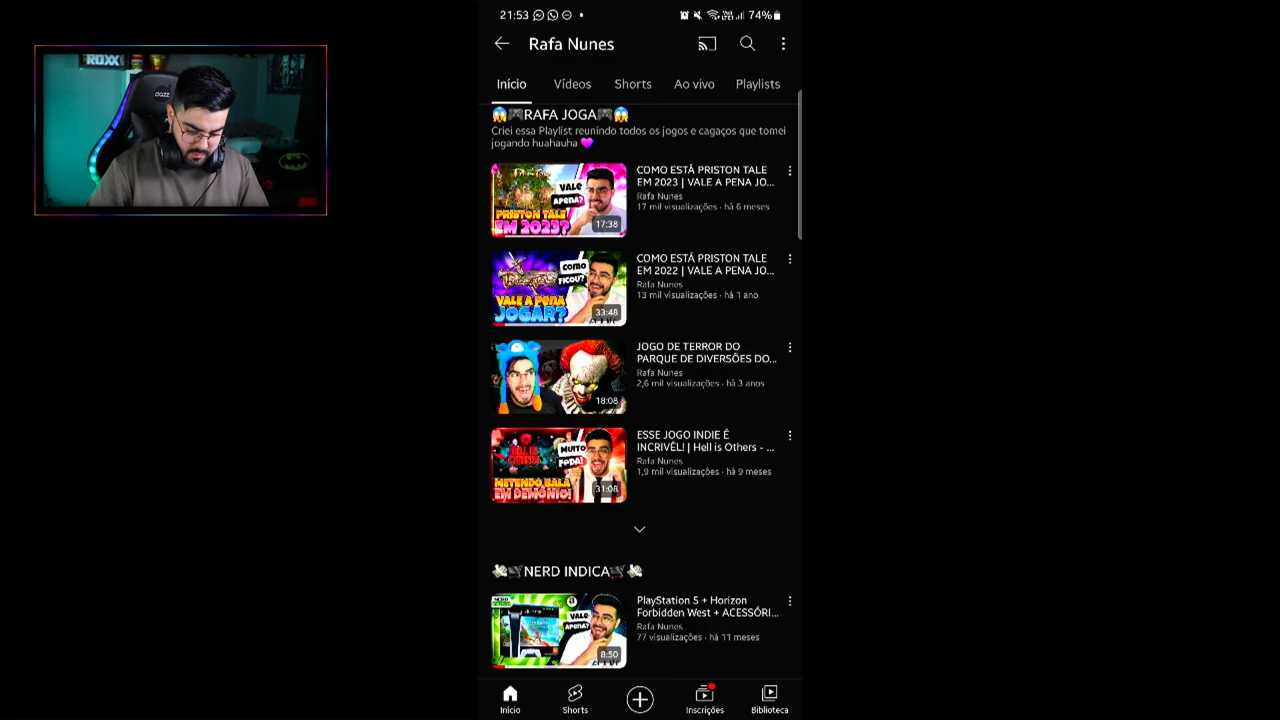 ROXX
DAZZ
21:53
74%
Rafa Nunes
Início Vídeos Shorts Ao vivo Playlists
😱🎮RAFA JOGA🎮😱
Criei essa Playlist reunindo todos os jogos e cagaços que tomei
jogando huahauha 💜
VALE
APENA?
PRISTON TALE
EM 2023?
17:38
COMO ESTÁ PRISTON TALE
EM 2023 | VALE A PENA JO...
Rafa Nunes
17 mil visualizações · há 6 meses
COMO
FICOU?
VALE A PENA
JOGAR?
33:48
COMO ESTÁ PRISTON TALE
EM 2022 | VALE A PENA JO...
Rafa Nunes
13 mil visualizações · há 1 ano
18:08
JOGO DE TERROR DO
PARQUE DE DIVERSÕES DO...
Rafa Nunes
2,6 mil visualizações · há 3 anos
MUITO
FODA!
METENDO BALA
EM DEMÔNIO!
31:08
ESSE JOGO INDIE É
INCRIVÉL! | Hell is Others - ...
Rafa Nunes
1,9 mil visualizações · há 9 meses
💸🛒NERD INDICA🛒💸
VALE
APENA?
8:50
PlayStation 5 + Horizon
Forbidden West + ACESSÓRI...
Rafa Nunes
77 visualizações · há 11 meses
Início Shorts Inscrições Biblioteca